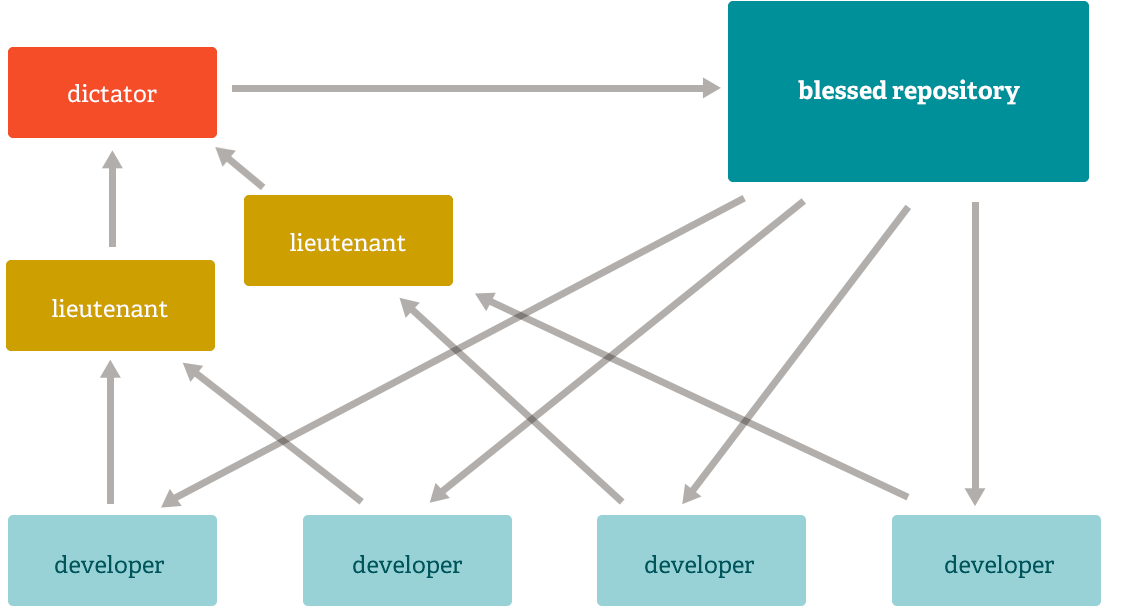 dictator
blessed repository
lieutenant
lieutenant
developer
developer
developer
developer